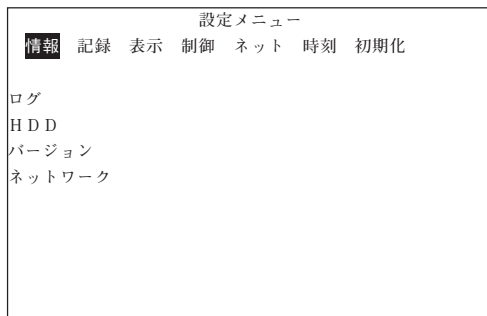 設定メニュー
情報 記録 表示 制御 ネット 時刻 初期化
ログ
ＨＤＤ
バージョン
ネットワーク